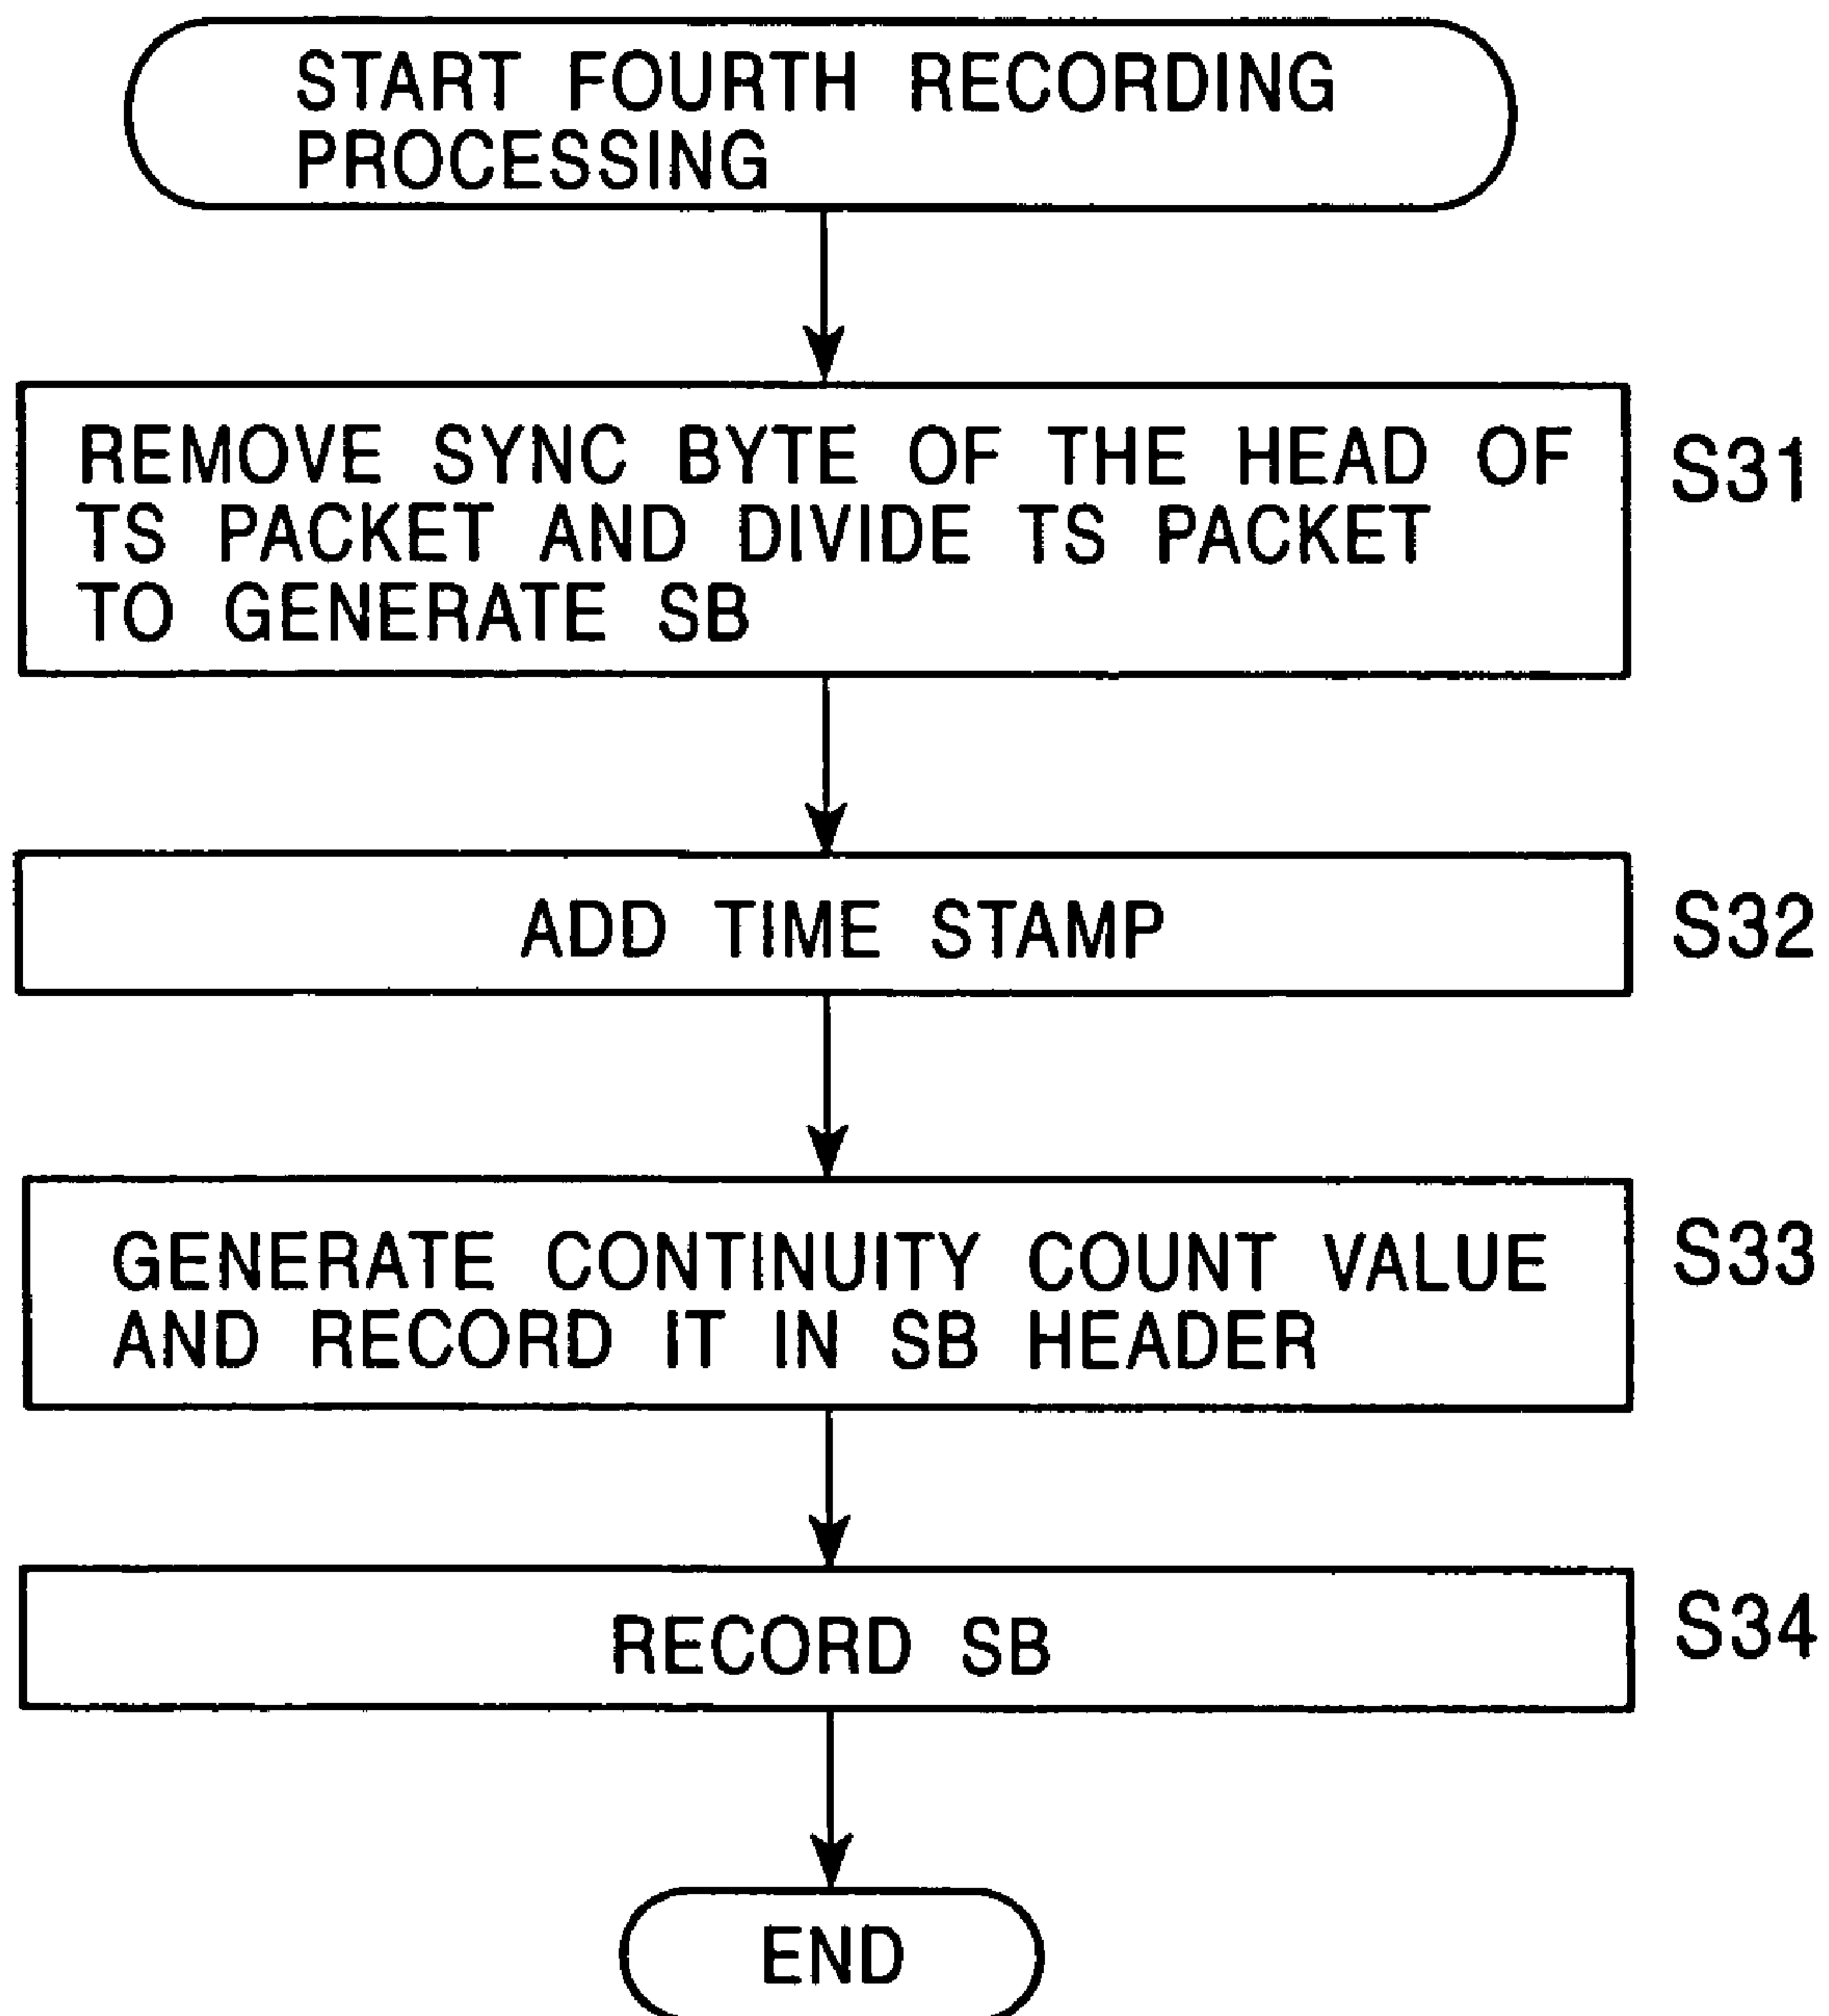 START FOURTH RECORDING
PROCESSING
REMOVE SYNC BYTE OF THE HEAD OF
TS PACKET AND DIVIDE TS PACKET
TO GENERATE SB
S31
ADD TIME STAMP
S32
GENERATE CONTINUITY COUNT VALUE
AND RECORD IT IN SB HEADER
S33
RECORD SB
S34
END